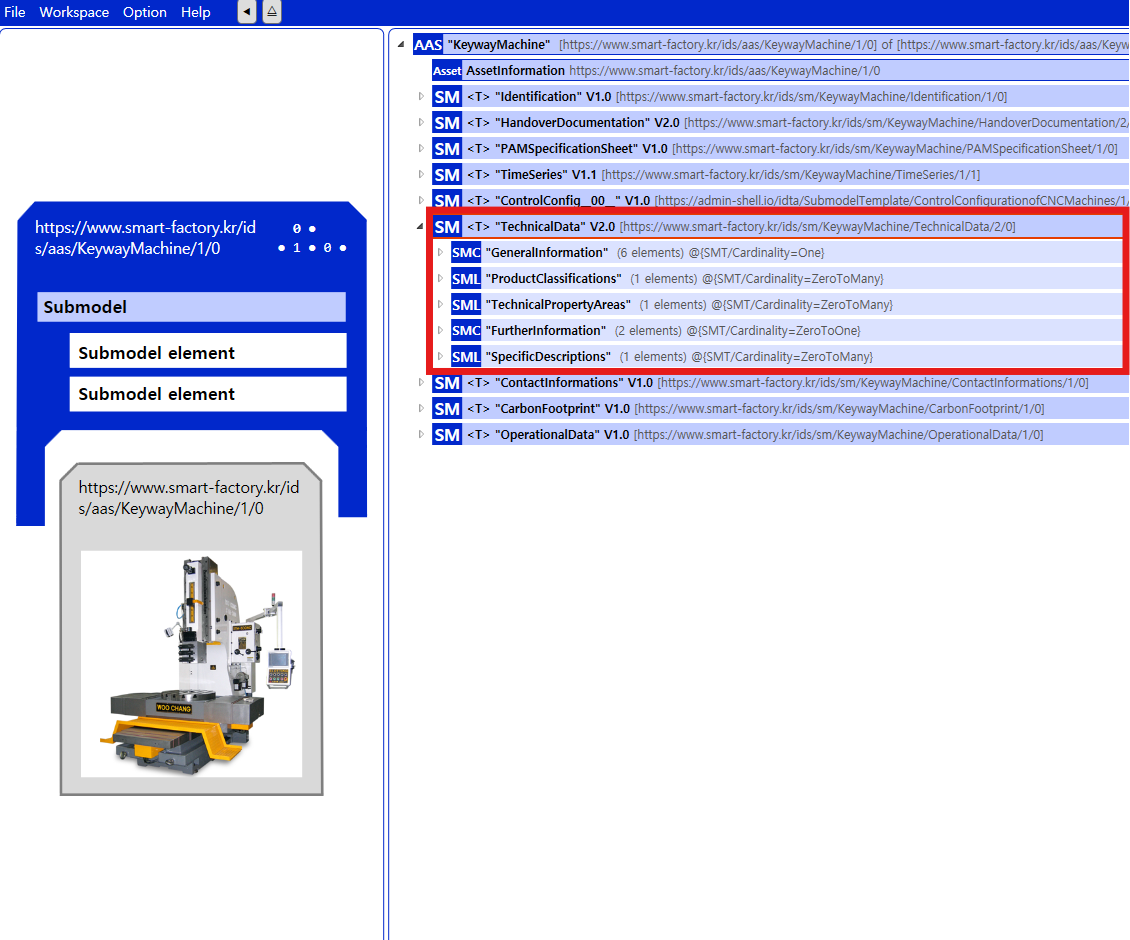 File Workspace Option Help
https://www.smart-factory.kr/id
s/aas/KeywayMachine/1/0
0
1 0
Submodel
Submodel element
Submodel element
https://www.smart-factory.kr/id
s/aas/KeywayMachine/1/0
WOO CHANG
AAS "KeywayMachine" [https://www.smart-factory.kr/ids/aas/KeywayMachine/1/0] of [https://www.smart-factory.kr/ids/aas/Keyw
Asset AssetInformation https://www.smart-factory.kr/ids/aas/KeywayMachine/1/0
SM <T> "Identification" V1.0 [https://www.smart-factory.kr/ids/sm/KeywayMachine/Identification/1/0]
SM <T> "HandoverDocumentation" V2.0 [https://www.smart-factory.kr/ids/sm/KeywayMachine/HandoverDocumentation/2/
SM <T> "PAMSpecificationSheet" V1.0 [https://www.smart-factory.kr/ids/sm/KeywayMachine/PAMSpecificationSheet/1/0]
SM <T> "TimeSeries" V1.1 [https://www.smart-factory.kr/ids/sm/KeywayMachine/TimeSeries/1/1]
SM <T> "ControlConfig__00__" V1.0 [https://admin-shell.io/idta/SubmodelTemplate/ControlConfigurationofCNCMachines/1/
SM <T> "TechnicalData" V2.0 [https://www.smart-factory.kr/ids/sm/KeywayMachine/TechnicalData/2/0]
SMC "GeneralInformation" (6 elements) @{SMT/Cardinality=One}
SML "ProductClassifications" (1 elements) @{SMT/Cardinality=ZeroToMany}
SML "TechnicalPropertyAreas" (1 elements) @{SMT/Cardinality=ZeroToMany}
SMC "FurtherInformation" (2 elements) @{SMT/Cardinality=ZeroToOne}
SML "SpecificDescriptions" (1 elements) @{SMT/Cardinality=ZeroToMany}
SM <T> "ContactInformations" V1.0 [https://www.smart-factory.kr/ids/sm/KeywayMachine/ContactInformations/1/0]
SM <T> "CarbonFootprint" V1.0 [https://www.smart-factory.kr/ids/sm/KeywayMachine/CarbonFootprint/1/0]
SM <T> "OperationalData" V1.0 [https://www.smart-factory.kr/ids/sm/KeywayMachine/OperationalData/1/0]